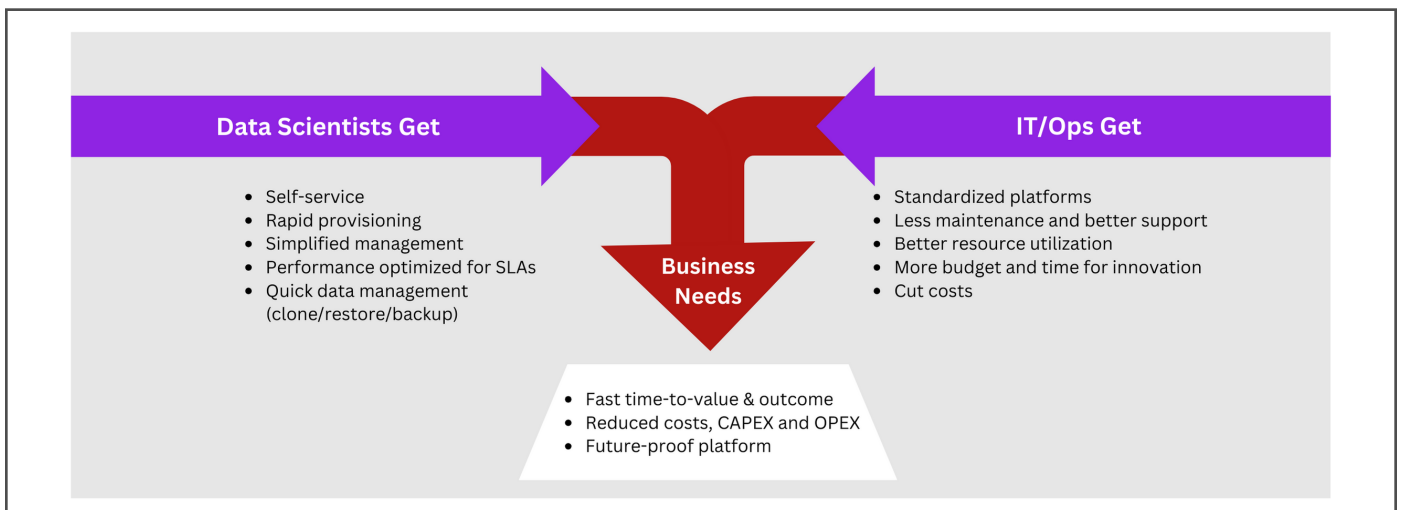 Data Scientists Get
• Self-service
• Rapid provisioning
• Simplified management
• Performance optimized for SLAs
• Quick data management
(clone/restore/backup)
IT/Ops Get
• Standardized platforms
• Less maintenance and better support
• Better resource utilization
• More budget and time for innovation
• Cut costs
Business
Needs
• Fast time-to-value & outcome
• Reduced costs, CAPEX and OPEX
• Future-proof platform